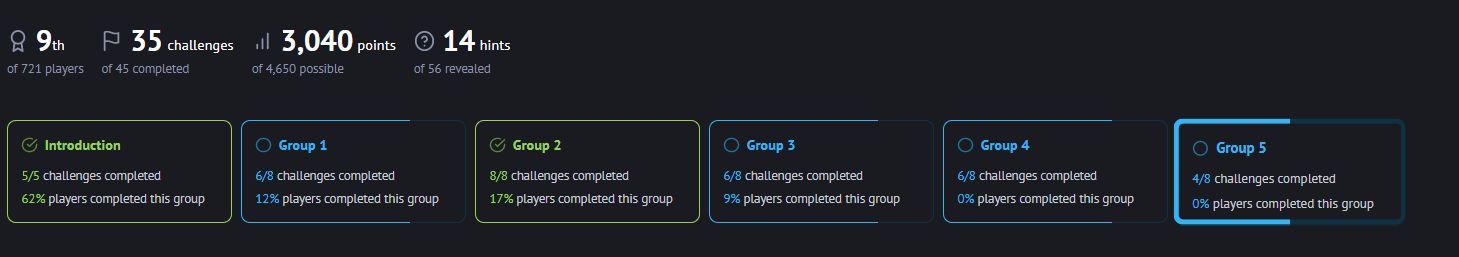 9th 35 challenges 3,040 points 14 hints
of 721 players of 45 completed of 4,650 possible of 56 revealed
Introduction
5/5 challenges completed
62% players completed this group
Group 1
6/8 challenges completed
12% players completed this group
Group 2
8/8 challenges completed
17% players completed this group
Group 3
6/8 challenges completed
9% players completed this group
Group 4
6/8 challenges completed
0% players completed this group
Group 5
4/8 challenges completed
0% players completed this group